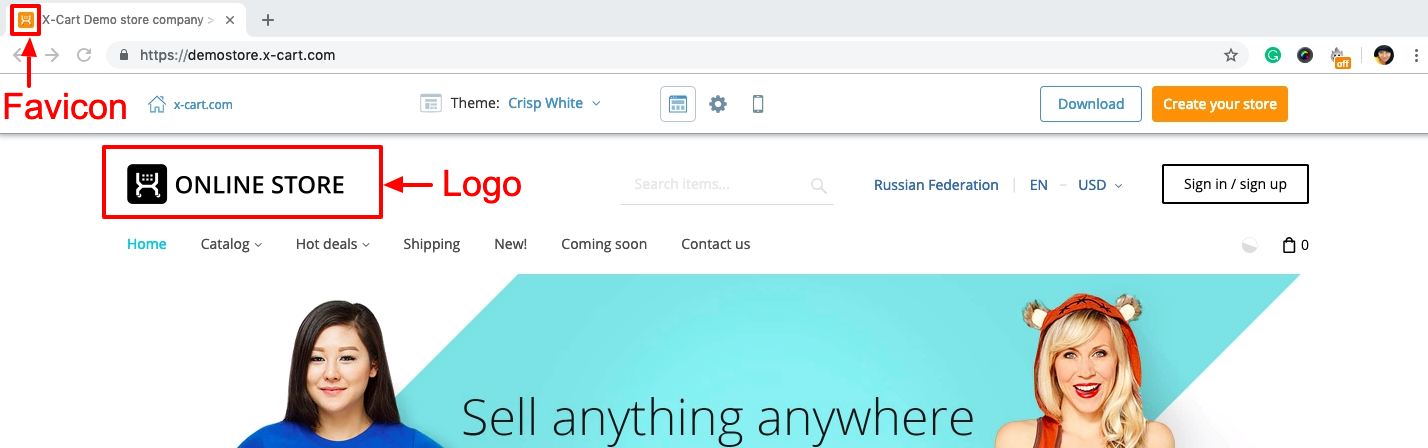 X-Cart Demo store company >
https://demostore.x-cart.com
off
Favicon
x-cart.com
Theme: Crisp White
Download
Create your store
ONLINE STORE
Logo
Search items...
Russian Federation
EN
USD
Sign in / sign up
Home
Catalog
Hot deals
Shipping
New!
Coming soon
Contact us
0
Sell anything anywhere